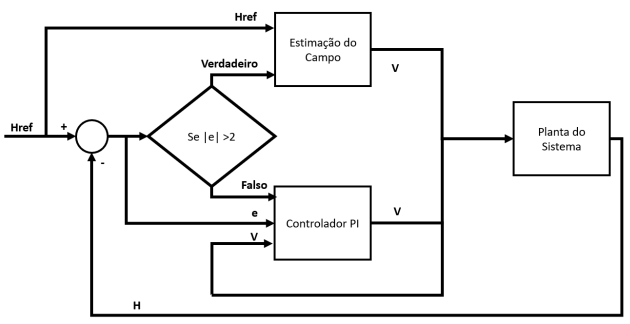 Href
Estimação do
Campo
Verdadeiro
V
Href
+
-
Se |e| >2
Planta do
Sistema
Falso
e
V
Controlador PI
V
H